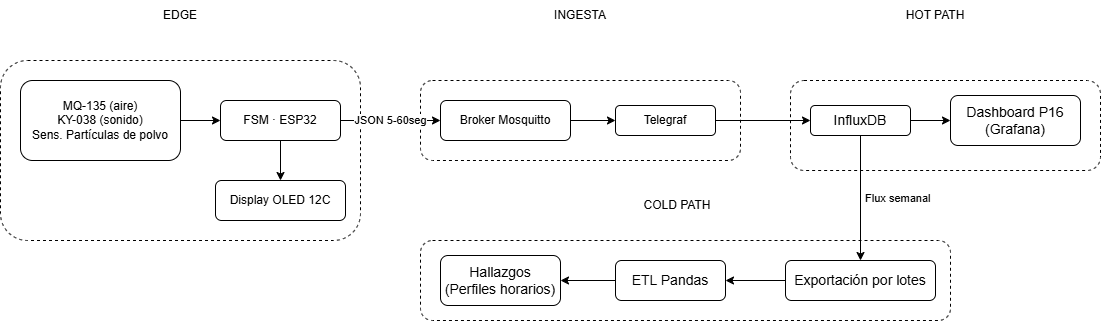 EDGE
INGESTA
HOT PATH
MQ-135 (aire)
KY-038 (sonido)
Sens. Partículas de polvo
FSM · ESP32
JSON 5-60seg
Broker Mosquitto
Telegraf
InfluxDB
Dashboard P16
(Grafana)
Display OLED 12C
Flux semanal
COLD PATH
Hallazgos
(Perfiles horarios)
ETL Pandas
Exportación por lotes